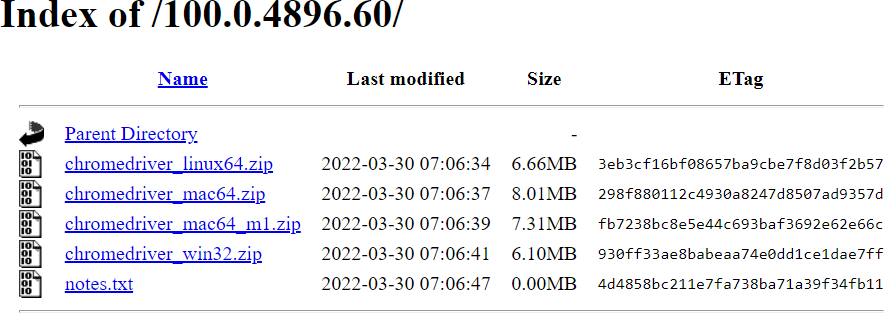 Index of /100.0.4896.60/
Name Last modified Size ETag
Parent Directory -
chromedriver_linux64.zip 2022-03-30 07:06:34 6.66MB 3eb3cf16bf08657ba9cbe7f8d03f2b57
chromedriver_mac64.zip 2022-03-30 07:06:37 8.01MB 298f880112c4930a8247d8507ad9357d
chromedriver_mac64_m1.zip 2022-03-30 07:06:39 7.31MB fb7238bc8e5e44c693baf3692e62e66c
chromedriver_win32.zip 2022-03-30 07:06:41 6.10MB 930ff33ae8babeaa74e0dd1ce1dae7ff
notes.txt 2022-03-30 07:06:47 0.00MB 4d4858bc211e7fa738ba71a39f34fb11